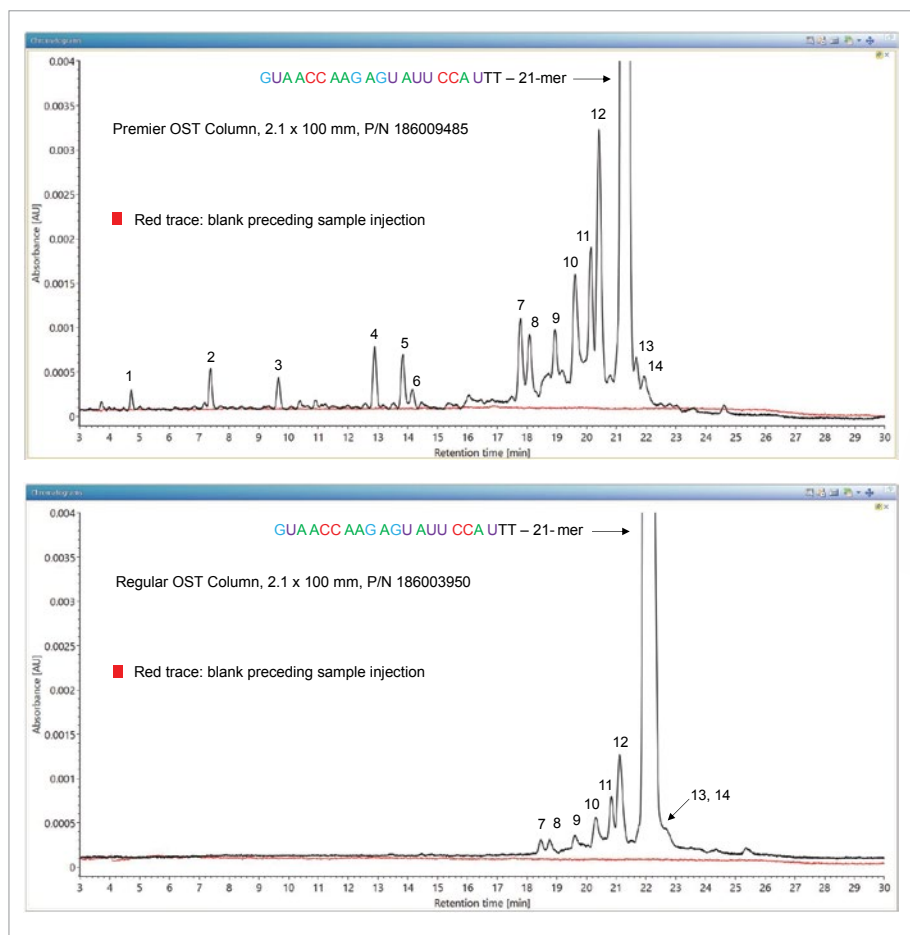 Chromatograms
0.004
GUA ACC AAG AGU AUU CCA UTT – 21-mer
12
0.0035
Premier OST Column, 2.1 x 100 mm, P/N 186009485
0.003
0.0025
Red trace: blank preceding sample injection
0.002
11
10
0.0015
7
8
9
0.001
4
5
13
1
2
3
6
14
0.0005
0
Absorbance [AU]
3 4 5 6 7 8 9 10 11 12 13 14 15 16 17 18 19 20 21 22 23 24 25 26 27 28 29 30
Retention time [min]
Chromatograms
0.004
GUA ACC AAG AGU AUU CCA UTT – 21- mer
0.0035
Regular OST Column, 2.1 x 100 mm, P/N 186003950
0.003
0.0025
Red trace: blank preceding sample injection
0.002
0.0015
12
11
13, 14
0.001
10
7
8
9
0.0005
0
Absorbance [AU]
3 4 5 6 7 8 9 10 11 12 13 14 15 16 17 18 19 20 21 22 23 24 25 26 27 28 29 30
Retention time [min]